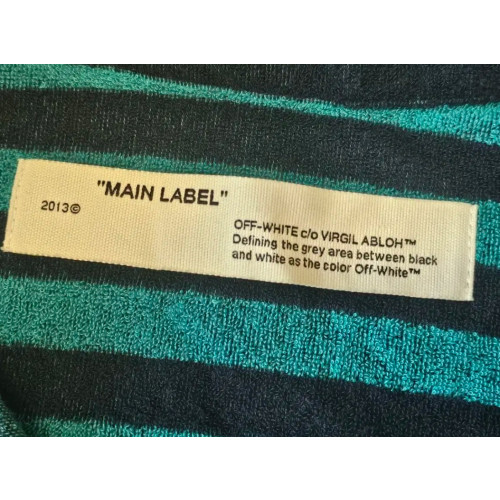 "MAIN LABEL"
2013©
OFF-WHITE c/o VIRGIL ABLOH™
Defining the grey area between black
and white as the color Off-White™